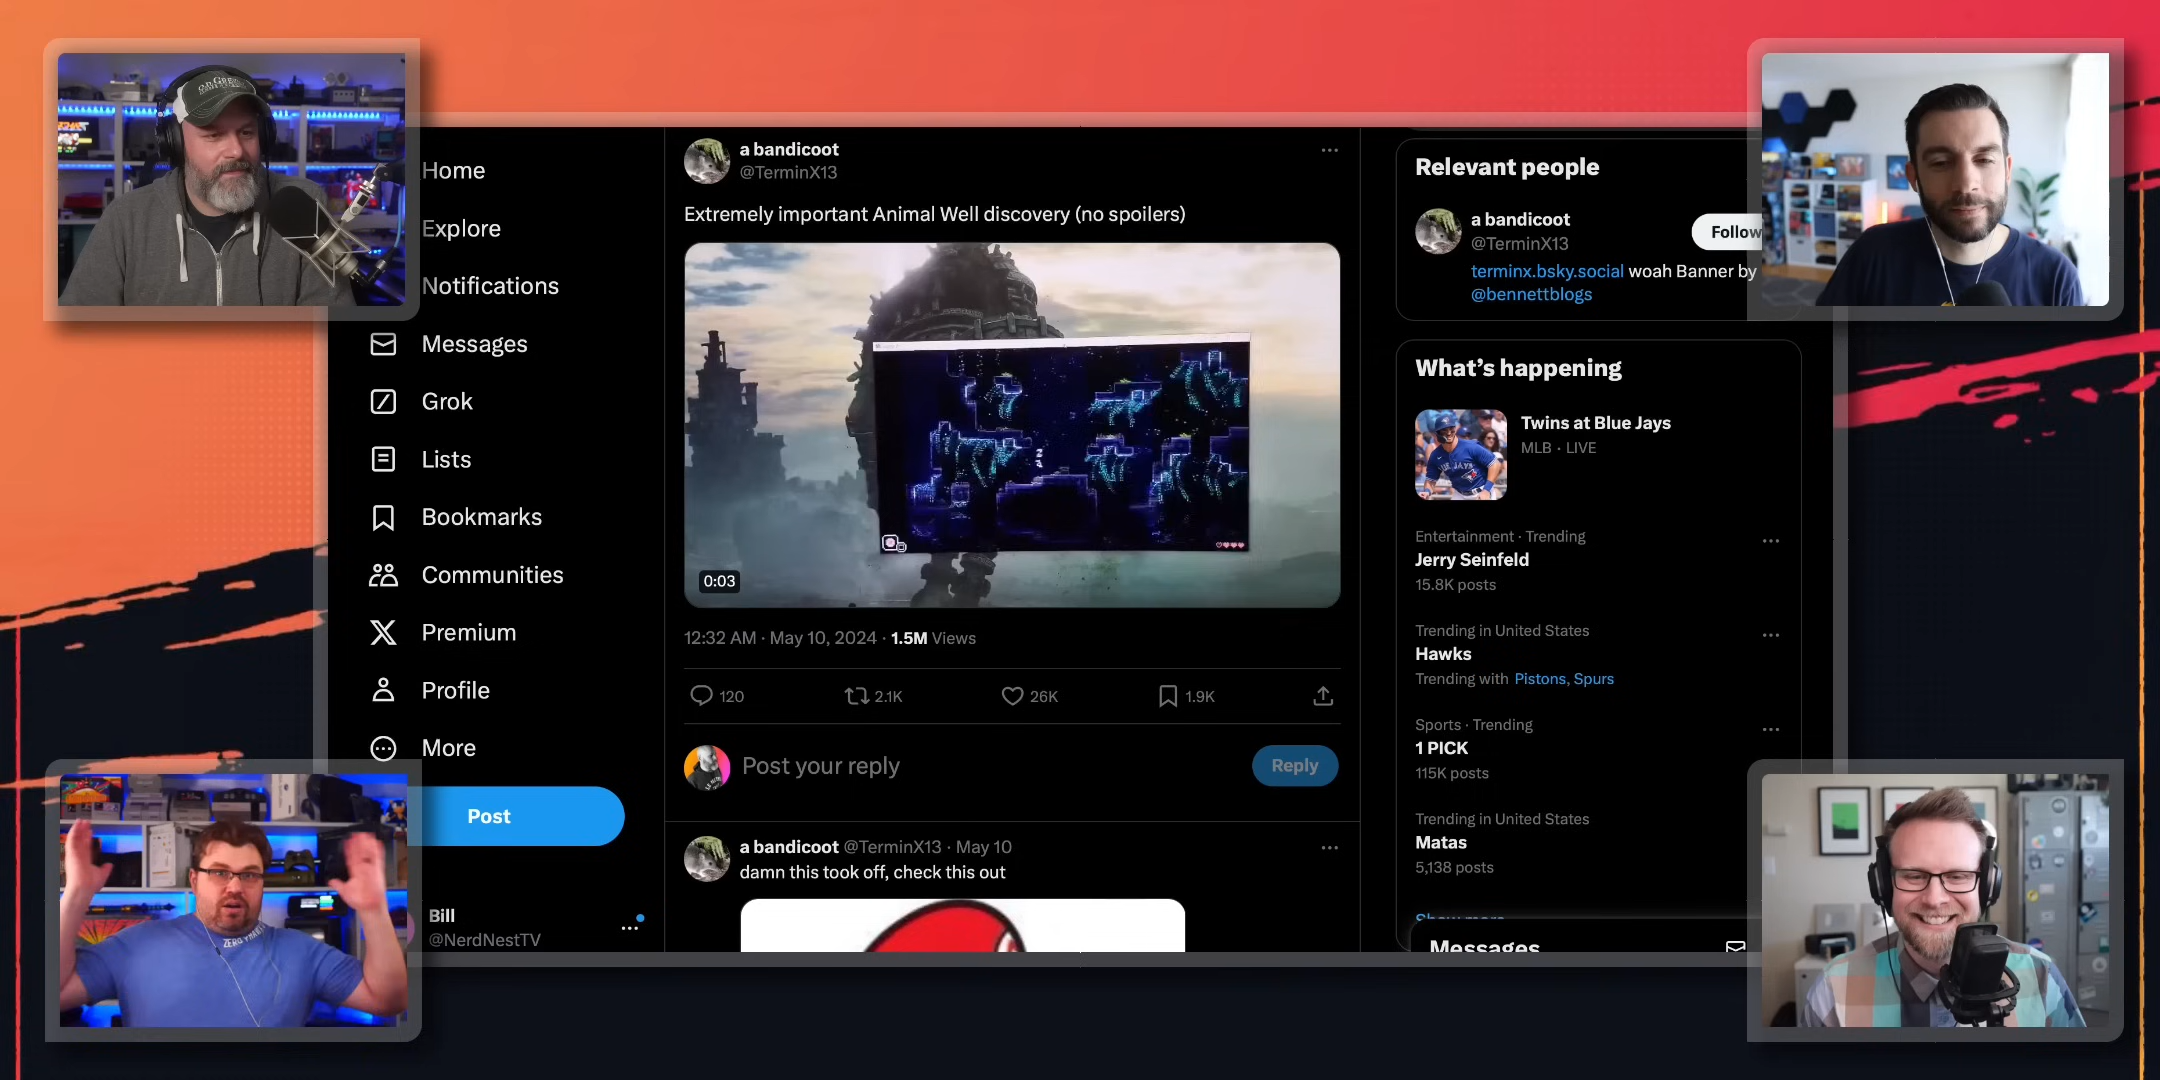 Home
Explore
Notifications
Messages
Grok
Lists
Bookmarks
Communities
Premium
Profile
More
Post
Bill
@NerdNestTV
a bandicoot
@TerminX13
Extremely important Animal Well discovery (no spoilers)
0:03
12:32 AM · May 10, 2024 · 1.5M Views
120
2.1K
26K
1.9K
Post your reply
Reply
a bandicoot @TerminX13 · May 10
damn this took off, check this out
Relevant people
a bandicoot
@TerminX13
Follow
terminx.bsky.social woah Banner by
@bennettblogs
What's happening
Twins at Blue Jays
MLB · LIVE
Entertainment · Trending
Jerry Seinfeld
15.8K posts
Trending in United States
Hawks
Trending with Pistons, Spurs
Sports · Trending
1 PICK
115K posts
Trending in United States
Matas
5,138 posts
Show more
Messages